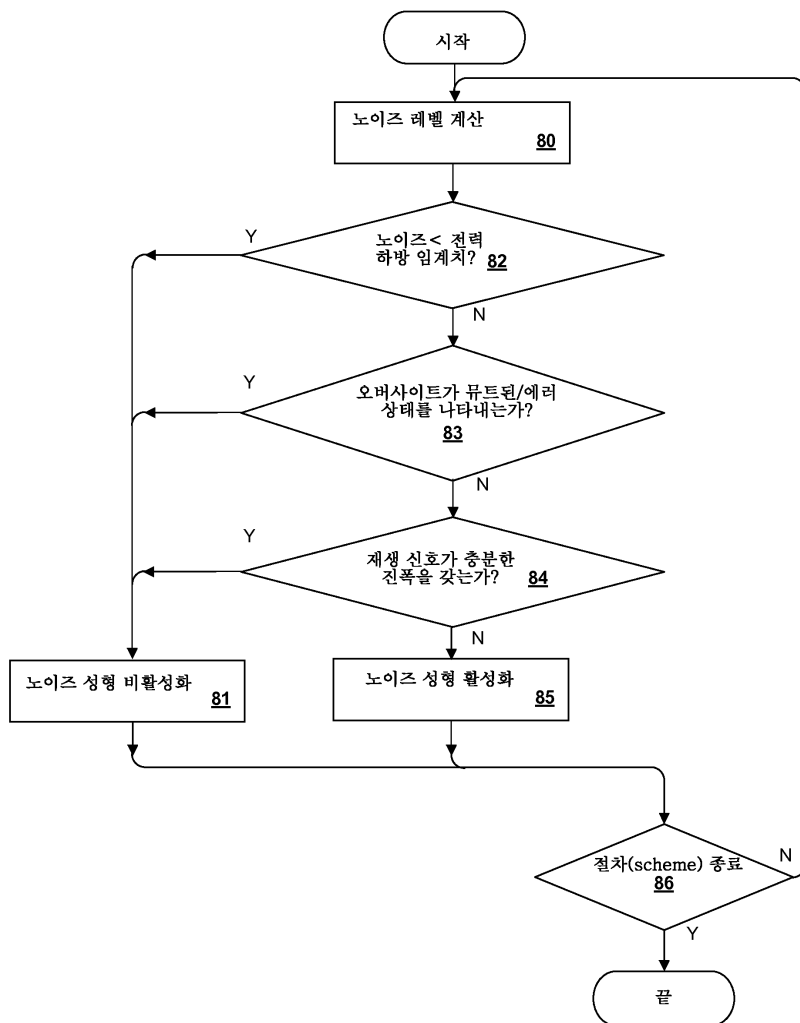 시작
노이즈 레벨 계산
80
Y
노이즈< 전력
하방 임계치? 82
N
Y
오버사이트가 뮤트된/에러
상태를 나타내는가?
83
N
Y
재생 신호가 충분한
진폭을 갖는가? 84
N
노이즈 성형 비활성화
81
노이즈 성형 활성화
85
절차(scheme) 종료
86
N
Y
끝